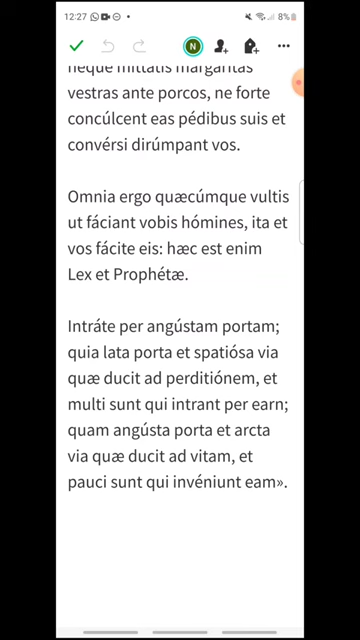 12:27
8%
N
neque mittatis margaritas
vestras ante porcos, ne forte
concúlcent eas pédibus suis et
convérsi dirúmpant vos.
Omnia ergo quæcúmque vultis
ut fáciant vobis hómines, ita et
vos fácite eis: hæc est enim
Lex et Prophétæ.
Intráte per angústam portam;
quia lata porta et spatiósa via
quæ ducit ad perditiónem, et
multi sunt qui intrant per earn;
quam angústa porta et arcta
via quæ ducit ad vitam, et
pauci sunt qui invéniunt eam».